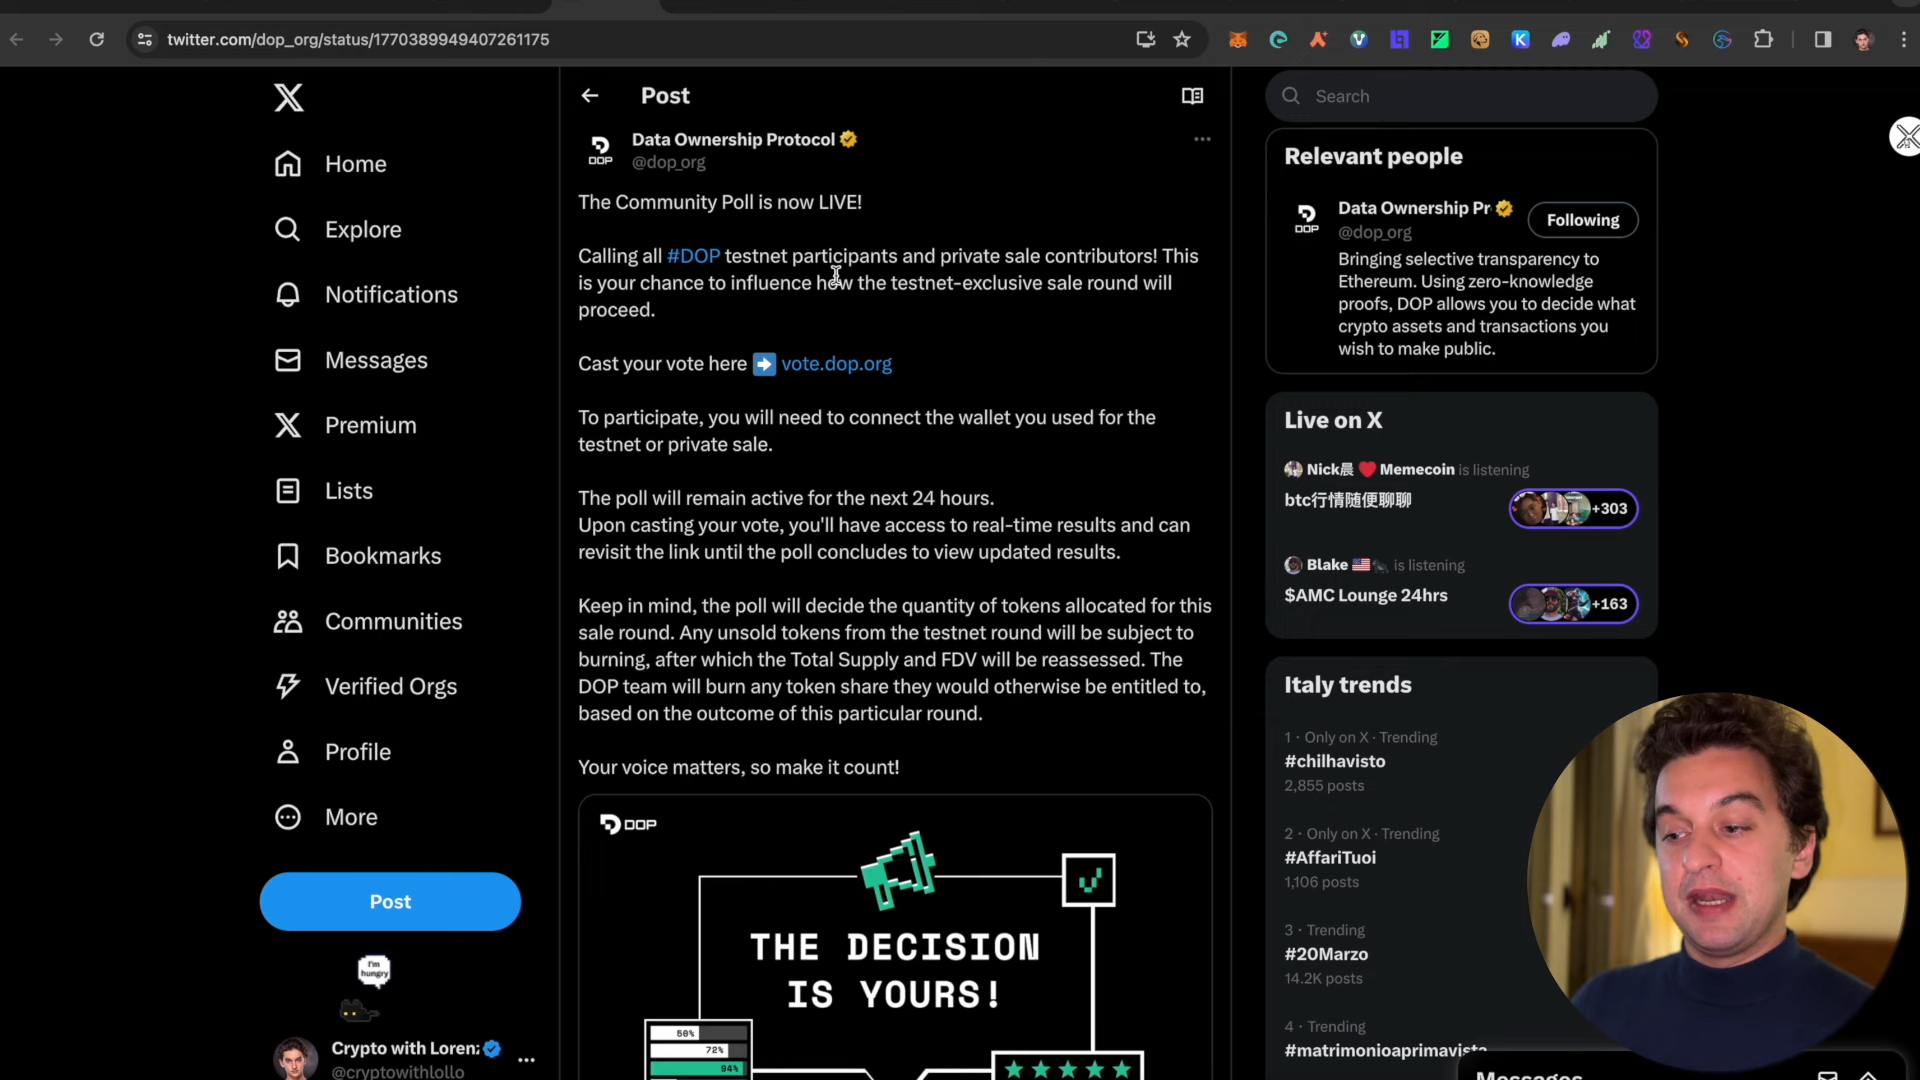 twitter.com/dop_org/status/1770389949407261175
Home
Explore
Notifications
Messages
Premium
Lists
Bookmarks
Communities
Verified Orgs
Profile
More
Post
I'm
hungry
Crypto with Loren
@cryptowithlollo
Post
DOP
Data Ownership Protocol
@dop_org
The Community Poll is now LIVE!
Calling all #DOP testnet participants and private sale contributors! This
is your chance to influence how the testnet-exclusive sale round will
proceed.
Cast your vote here ➡️ vote.dop.org
To participate, you will need to connect the wallet you used for the
testnet or private sale.
The poll will remain active for the next 24 hours.
Upon casting your vote, you'll have access to real-time results and can
revisit the link until the poll concludes to view updated results.
Keep in mind, the poll will decide the quantity of tokens allocated for this
sale round. Any unsold tokens from the testnet round will be subject to
burning, after which the Total Supply and FDV will be reassessed. The
DOP team will burn any token share they would otherwise be entitled to,
based on the outcome of this particular round.
Your voice matters, so make it count!
DOP
THE DECISION
IS YOURS!
50%
72%
94%
Search
Relevant people
DOP
Data Ownership Pr
@dop_org
Following
Bringing selective transparency to
Ethereum. Using zero-knowledge
proofs, DOP allows you to decide what
crypto assets and transactions you
wish to make public.
Live on X
Nick晨 ❤️ Memecoin is listening
btc行情随便聊聊
+303
Blake 🇺🇸 is listening
$AMC Lounge 24hrs
+163
Italy trends
1 · Only on X · Trending
#chilhavisto
2,855 posts
2 · Only on X · Trending
#AffariTuoi
1,106 posts
3 · Trending
#20Marzo
14.2K posts
4 · Trending
#matrimonioaprimavista
Messages